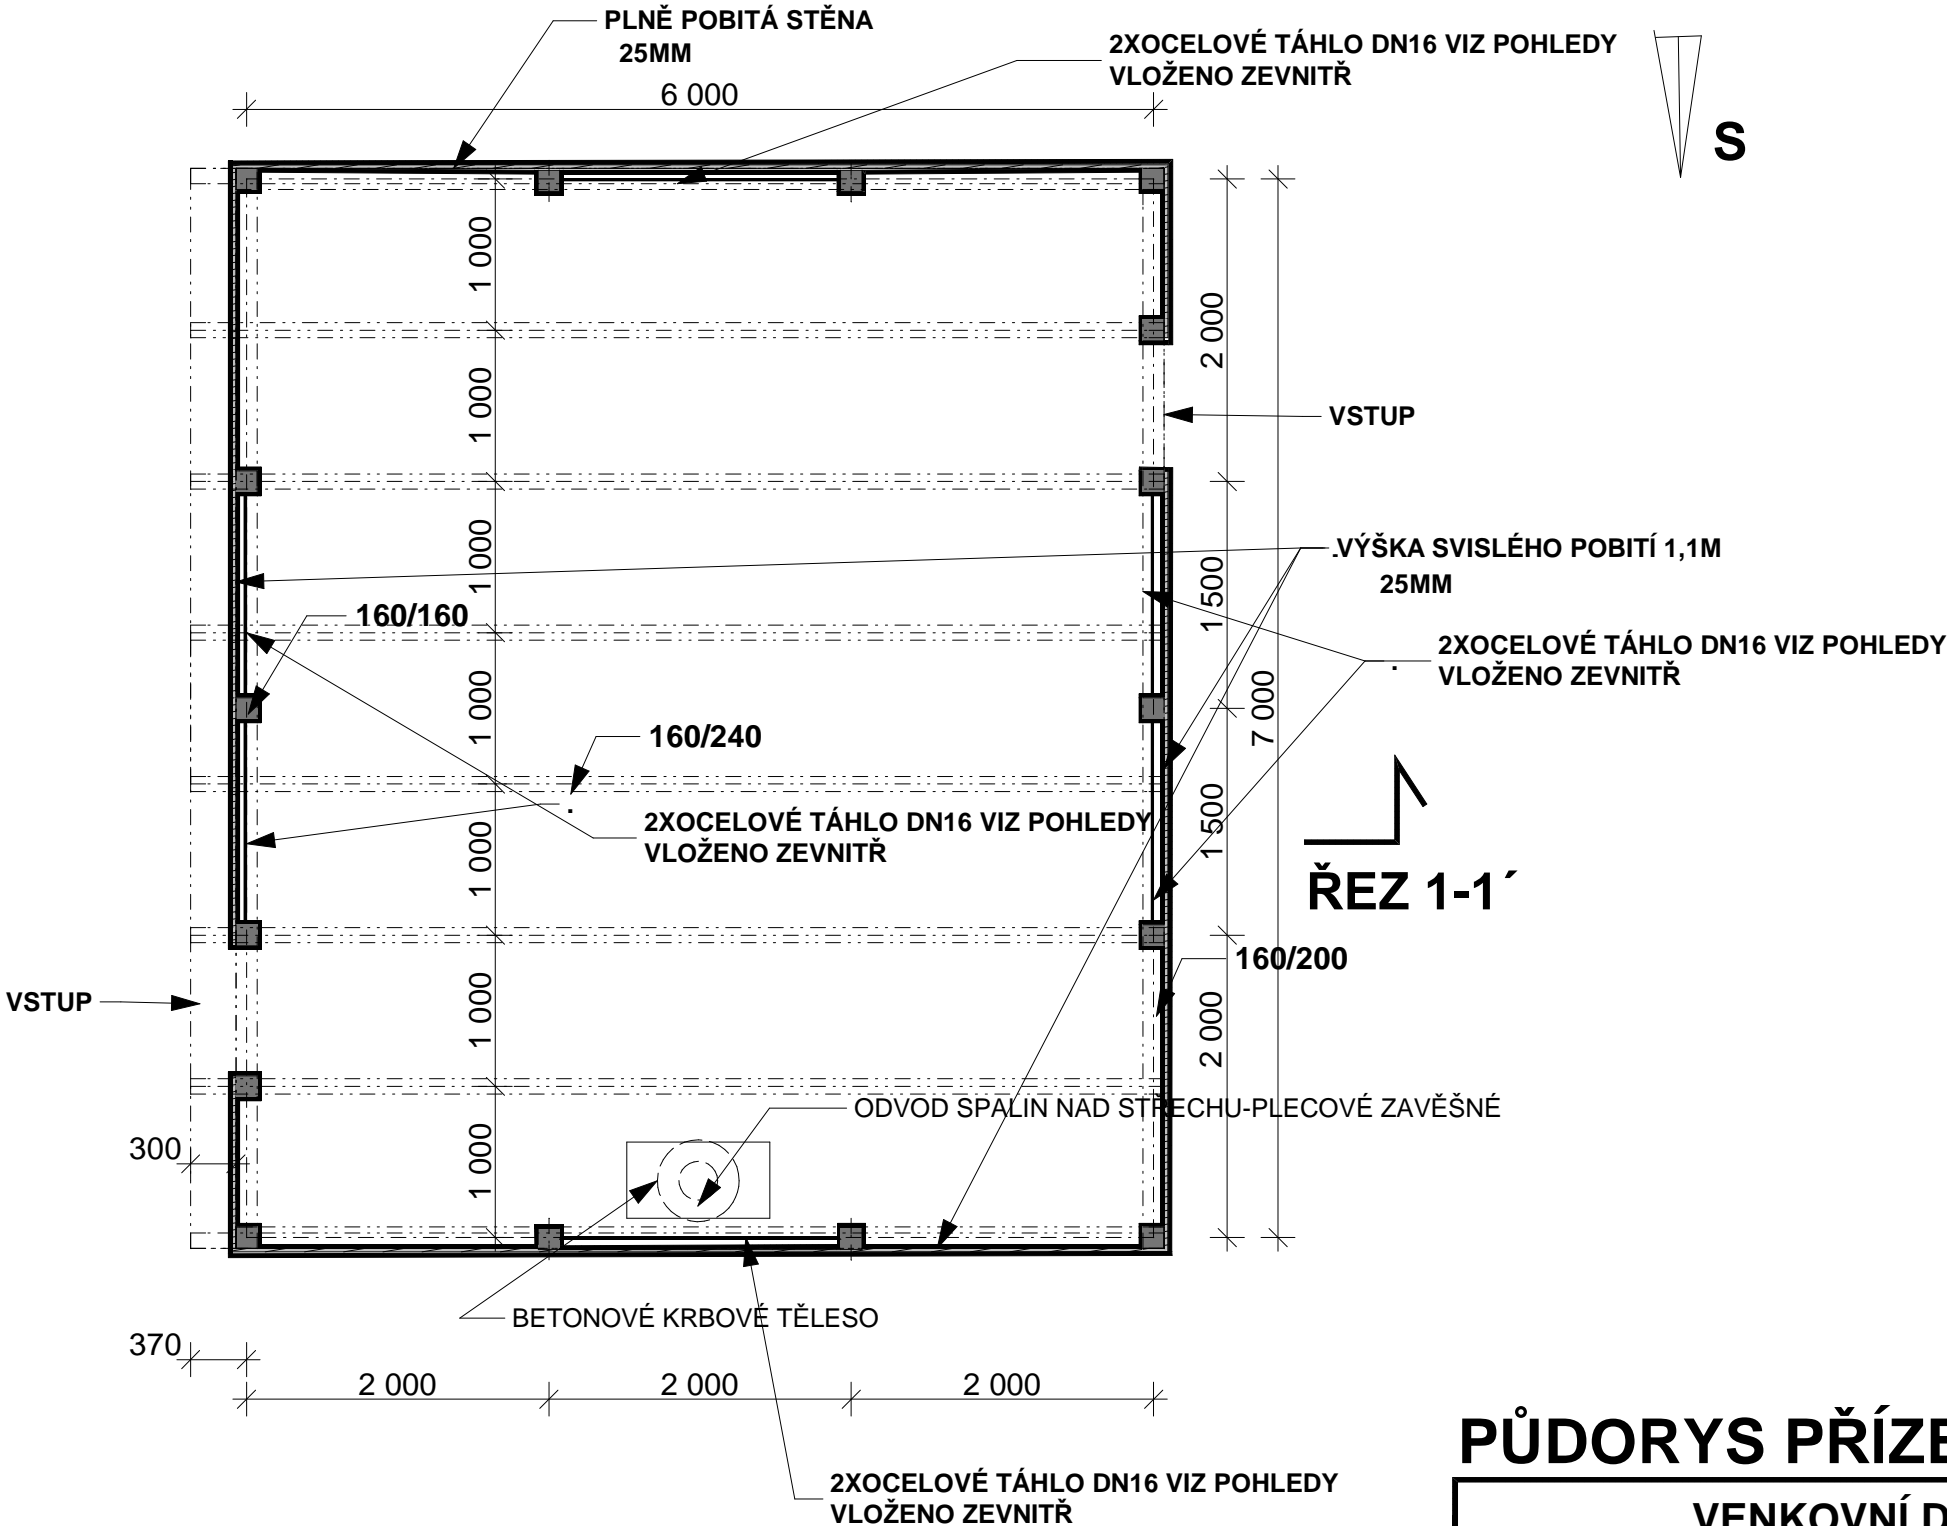 PLNĚ POBITÁ STĚNA
25MM
2XOCELOVÉ TÁHLO DN16 VIZ POHLEDY
VLOŽENO ZEVNITŘ
6 000
S
1 000
1 000
1 000
1 000
1 000
1 000
1 000
2 000
1 500
1 500
2 000
7 000
VSTUP
VÝŠKA SVISLÉHO POBITÍ 1,1M
25MM
160/160
2XOCELOVÉ TÁHLO DN16 VIZ POHLEDY
VLOŽENO ZEVNITŘ
160/240
2XOCELOVÉ TÁHLO DN16 VIZ POHLEDY
VLOŽENO ZEVNITŘ
ŘEZ 1-1´
160/200
VSTUP
ODVOD SPALIN NAD STŘECHU-PLECOVÉ ZAVĚŠNÉ
300
BETONOVÉ KRBOVÉ TĚLESO
370
2 000
2 000
2 000
2XOCELOVÉ TÁHLO DN16 VIZ POHLEDY
VLOŽENO ZEVNITŘ
PŮDORYS PŘÍZE
VENKOVNÍ D